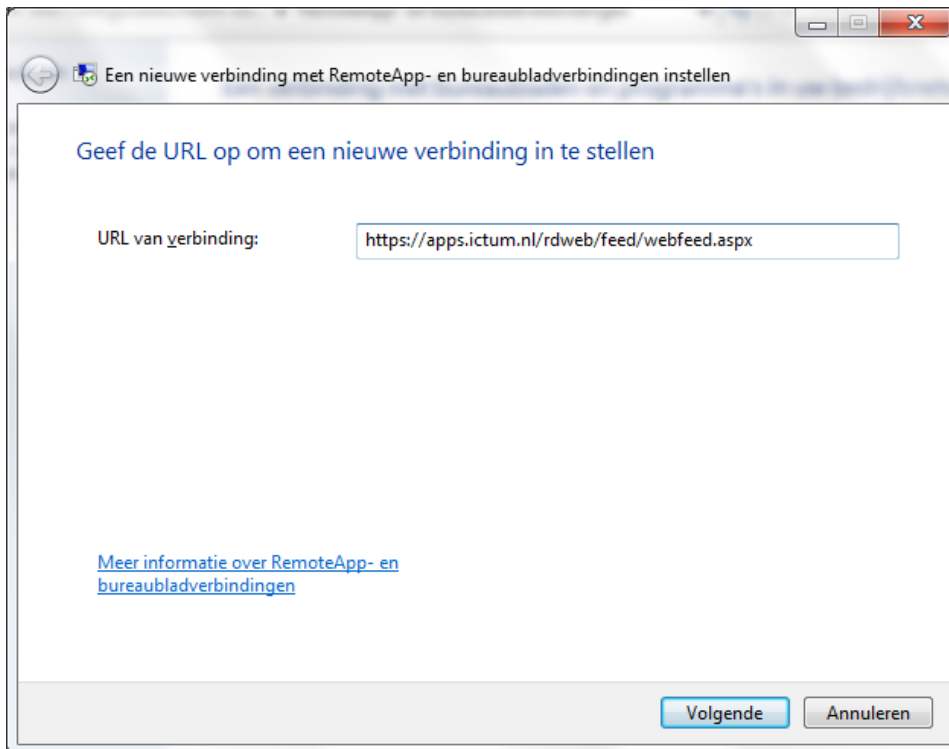 Een nieuwe verbinding met RemoteApp- en bureaubladverbindingen instellen
Geef de URL op om een nieuwe verbinding in te stellen
URL van verbinding:
https://apps.ictum.nl/rdweb/feed/webfeed.aspx
Meer informatie over RemoteApp- en
bureaubladverbindingen
Volgende
Annuleren